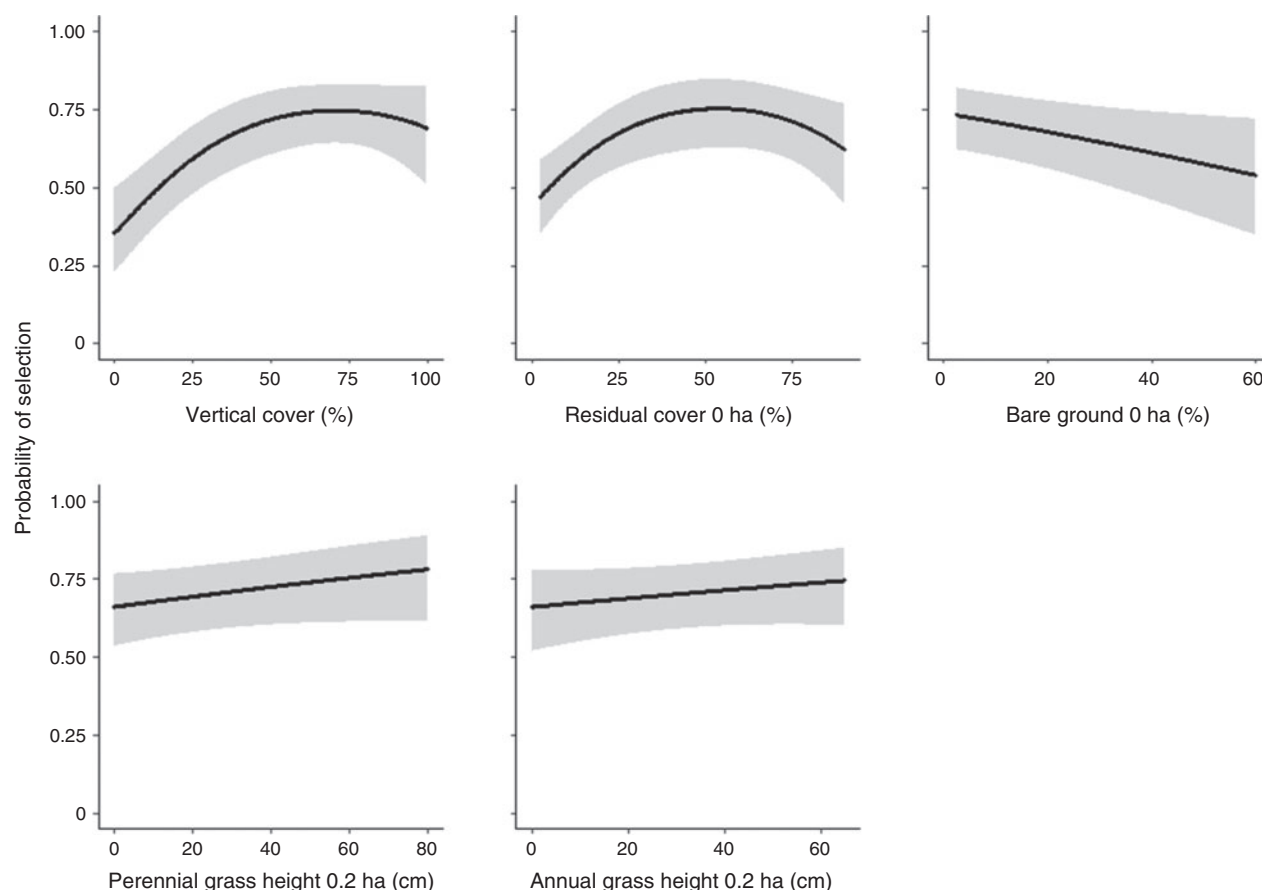 Probability of selection
1.00
0.75
0.50
0.25
0
0 25 50 75 100
0 25 50 75
0 20 40 60
Vertical cover (%)
Residual cover 0 ha (%)
Bare ground 0 ha (%)
1.00
0.75
0.50
0.25
0
0 20 40 60 80
0 20 40 60
Perennial grass height 0.2 ha (cm)
Annual grass height 0.2 ha (cm)